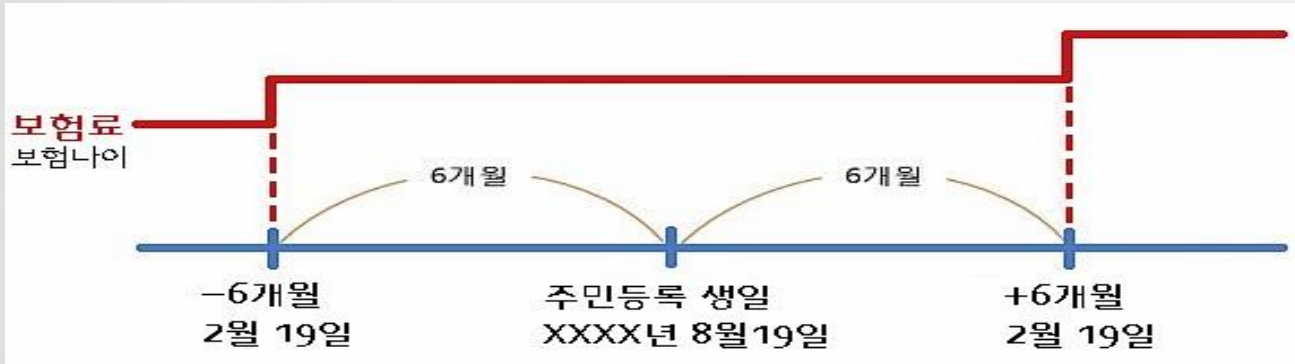 보험료
보험나이
6개월
6개월
−6개월
2월 19일
주민등록 생일
XXXX년 8월19일
+6개월
2월 19일